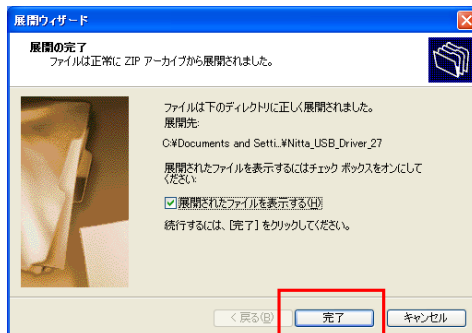 展開ウィザード
展開の完了
ファイルは正常に ZIP アーカイブから展開されました。
ファイルは下のディレクトリに正しく展開されました。
展開先:
C:¥Documents and Setti..¥Nitta_USB_Driver_27
展開されたファイルを表示するにはチェック ボックスをオンにして
ください:
展開されたファイルを表示する(H)
続行するには、[完了] をクリックしてください。
< 戻る(B)
完了
キャンセル